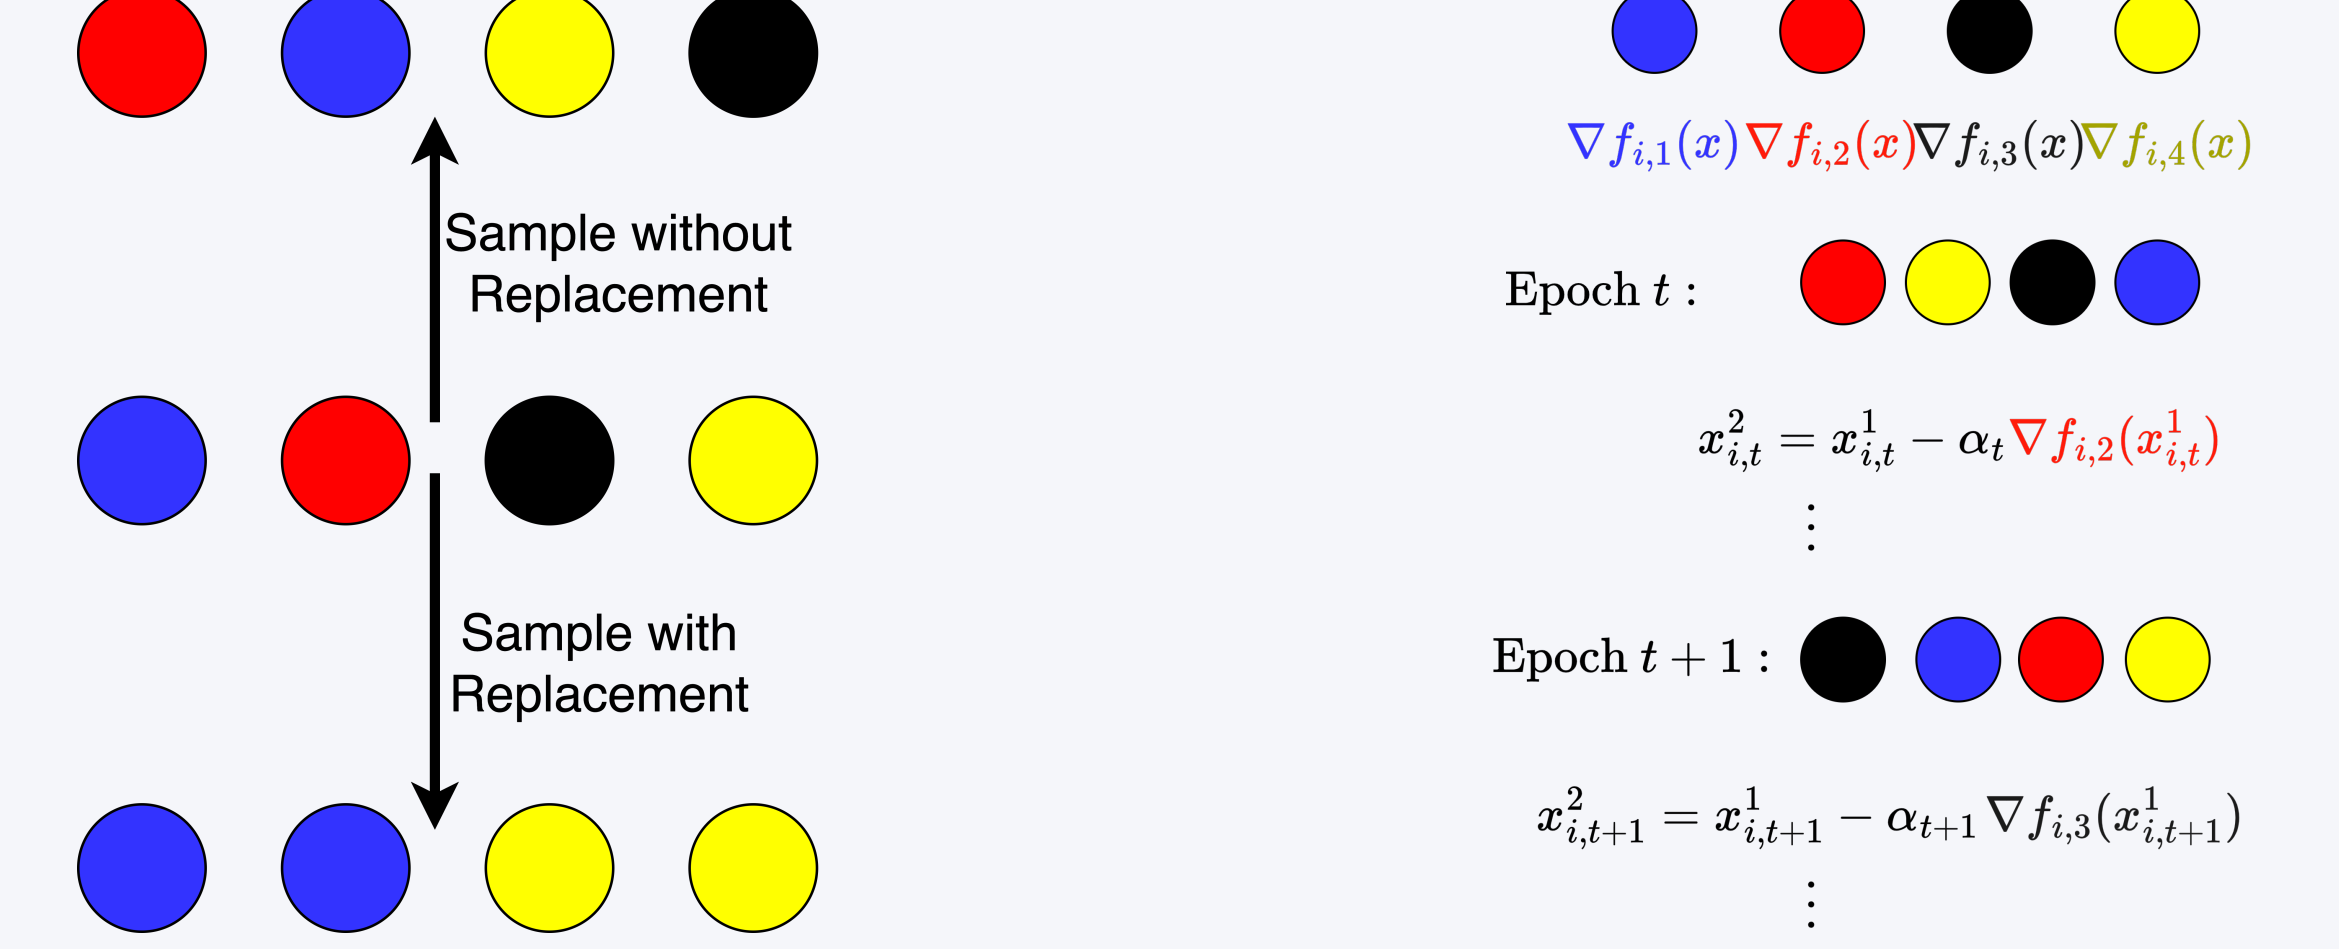 Sample without
Replacement
Sample with
Replacement
∇f_{i,1}(x) ∇f_{i,2}(x) ∇f_{i,3}(x) ∇f_{i,4}(x)
Epoch t :
x^2_{i,t} = x^1_{i,t} − α_t ∇f_{i,2}(x^1_{i,t})
⋮
Epoch t + 1 :
x^2_{i,t+1} = x^1_{i,t+1} − α_{t+1} ∇f_{i,3}(x^1_{i,t+1})
⋮